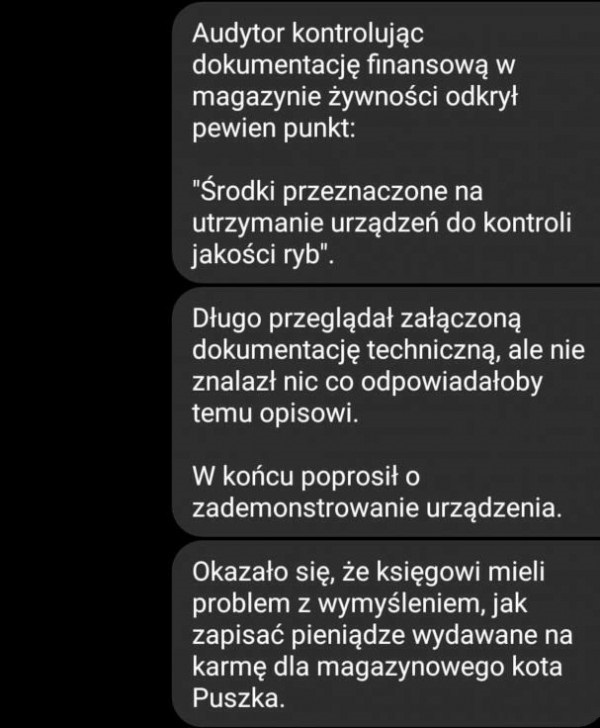 Audytor kontrolując
dokumentację finansową w
magazynie żywności odkrył
pewien punkt:
"Środki przeznaczone na
utrzymanie urządzeń do kontroli
jakości ryb".
Długo przeglądał załączoną
dokumentację techniczną, ale nie
znalazł nic co odpowiadałoby
temu opisowi.
W końcu poprosił o
zademonstrowanie urządzenia.
Okazało się, że księgowi mieli
problem z wymyśleniem, jak
zapisać pieniądze wydawane na
karmę dla magazynowego kota
Puszka.